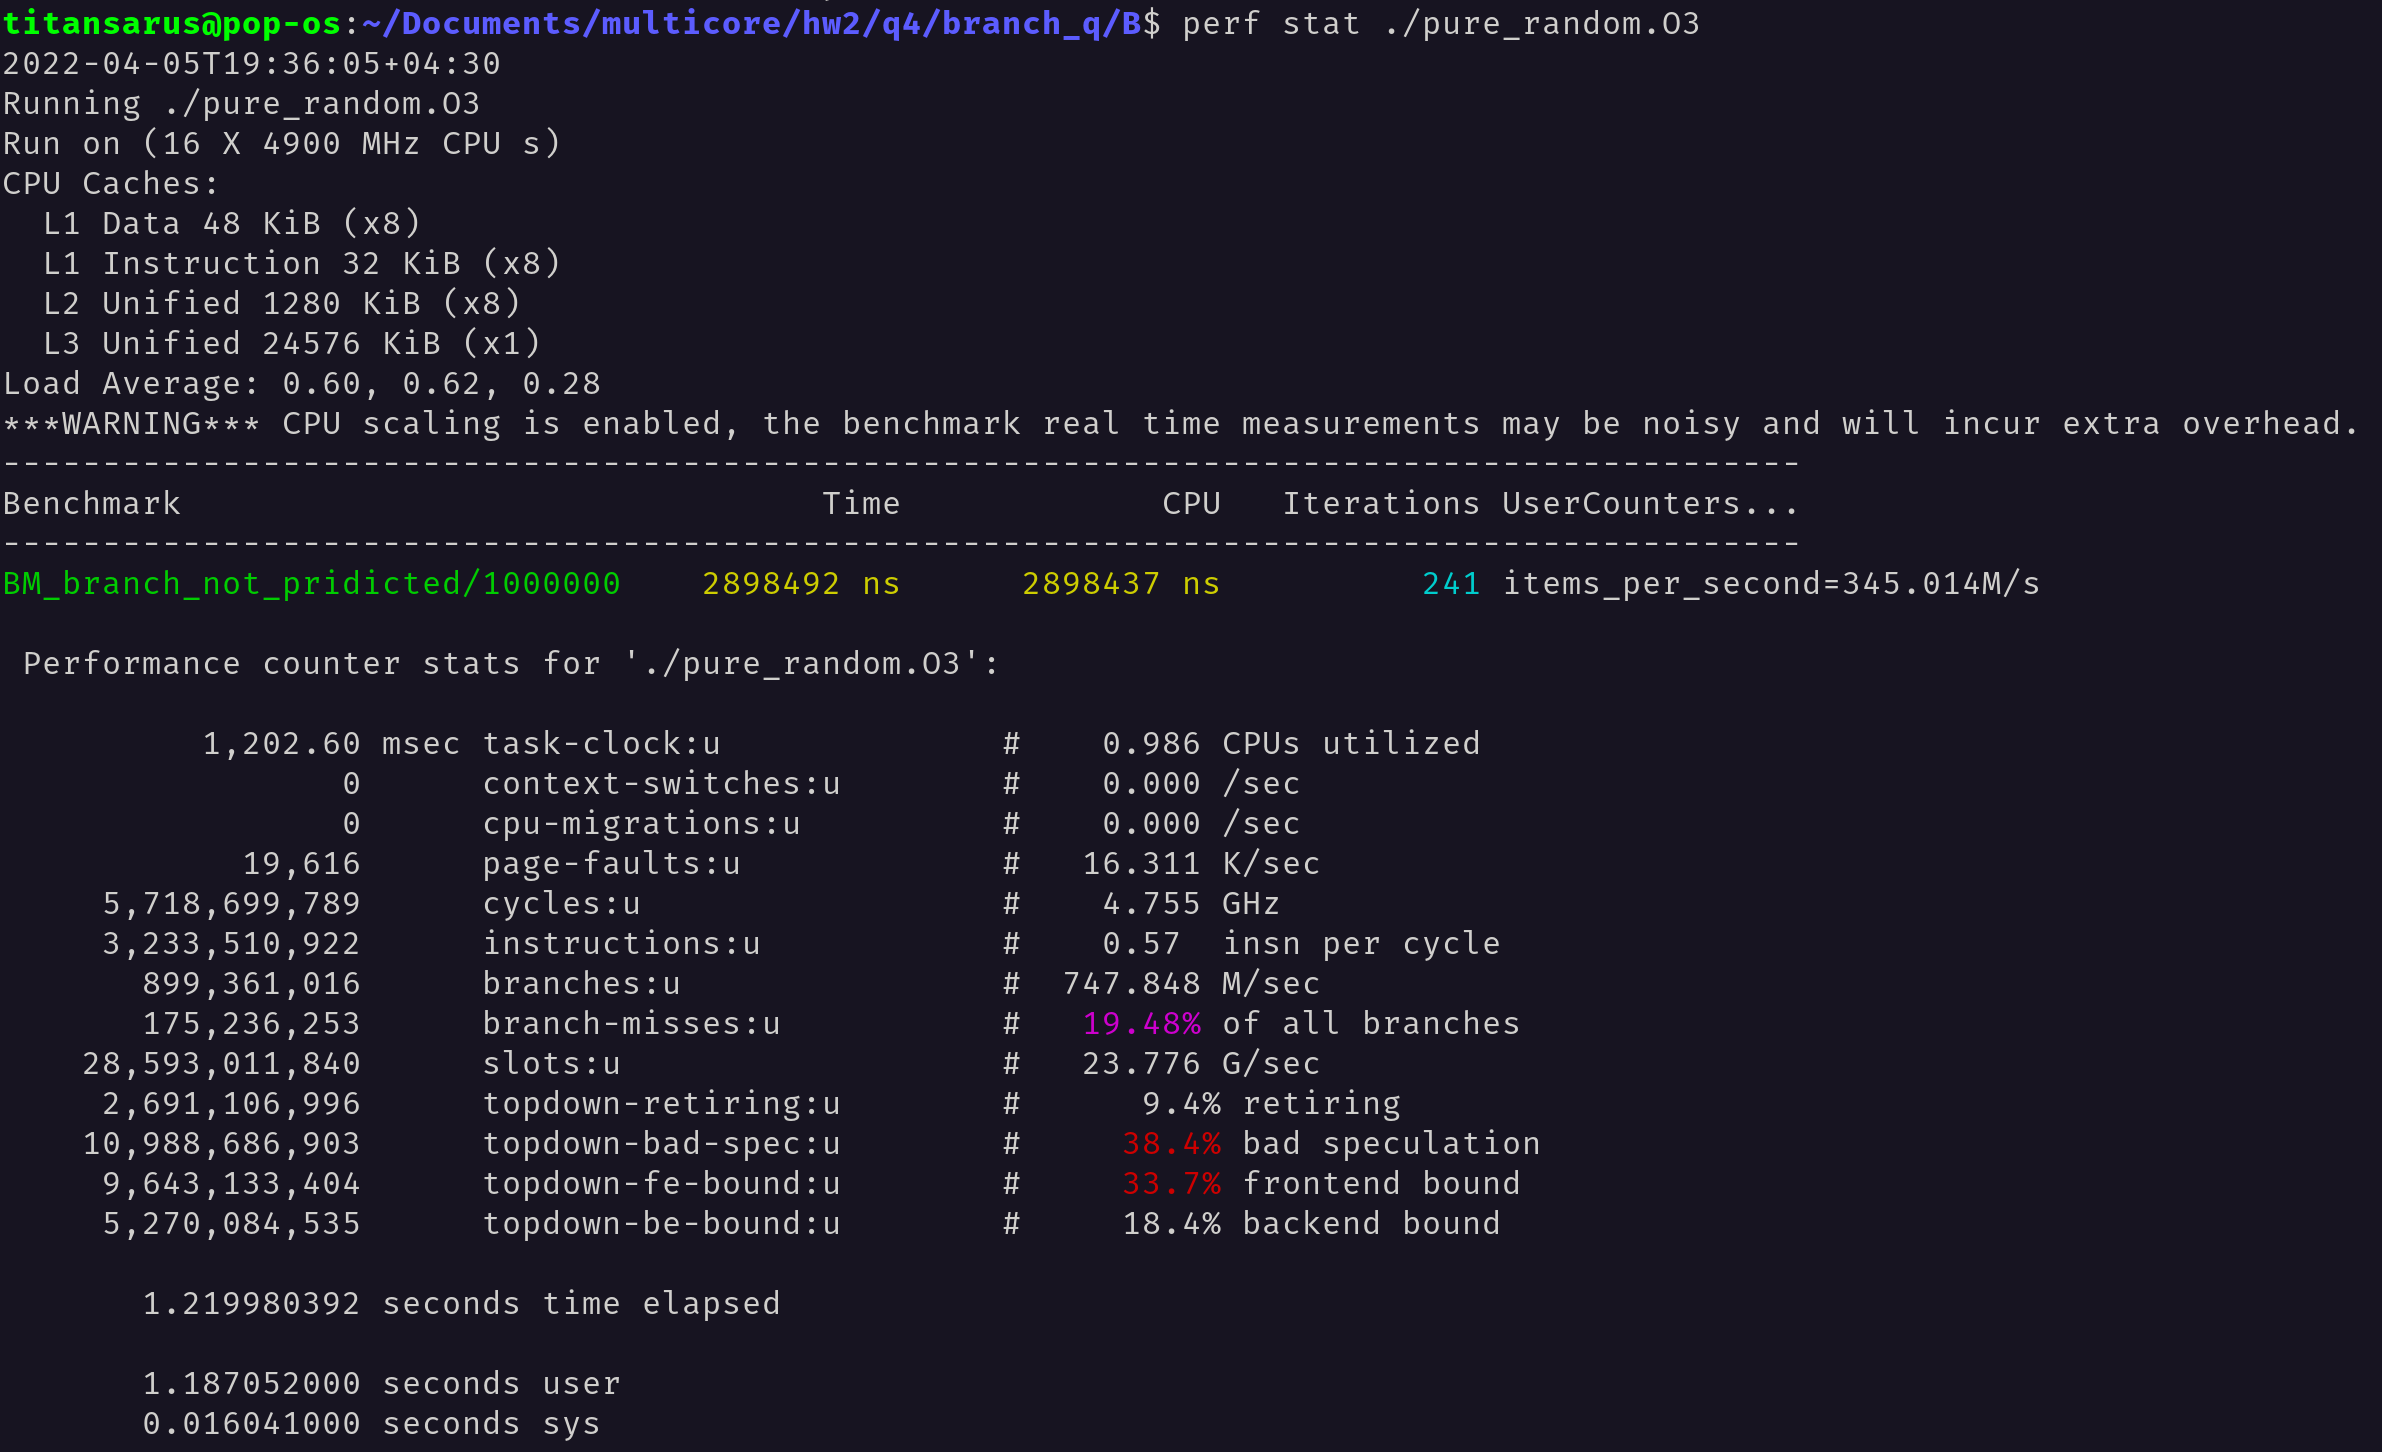 titansarus@pop-os:~/Documents/multicore/hw2/q4/branch_q/B$ perf stat ./pure_random.O3
2022-04-05T19:36:05+04:30
Running ./pure_random.O3
Run on (16 X 4900 MHz CPU s)
CPU Caches:
  L1 Data 48 KiB (x8)
  L1 Instruction 32 KiB (x8)
  L2 Unified 1280 KiB (x8)
  L3 Unified 24576 KiB (x1)
Load Average: 0.60, 0.62, 0.28
***WARNING*** CPU scaling is enabled, the benchmark real time measurements may be noisy and will incur extra overhead.
------------------------------------------------------------------------------------------
Benchmark                                Time             CPU   Iterations UserCounters...
------------------------------------------------------------------------------------------
BM_branch_not_pridicted/1000000    2898492 ns      2898437 ns          241 items_per_second=345.014M/s

 Performance counter stats for './pure_random.O3':

          1,202.60 msec task-clock:u              #    0.986 CPUs utilized
                 0      context-switches:u        #    0.000 /sec
                 0      cpu-migrations:u          #    0.000 /sec
            19,616      page-faults:u             #   16.311 K/sec
     5,718,699,789      cycles:u                  #    4.755 GHz
     3,233,510,922      instructions:u            #    0.57  insn per cycle
       899,361,016      branches:u                #  747.848 M/sec
       175,236,253      branch-misses:u           #   19.48% of all branches
    28,593,011,840      slots:u                   #   23.776 G/sec
     2,691,106,996      topdown-retiring:u        #      9.4% retiring
    10,988,686,903      topdown-bad-spec:u        #     38.4% bad speculation
     9,643,133,404      topdown-fe-bound:u        #     33.7% frontend bound
     5,270,084,535      topdown-be-bound:u        #     18.4% backend bound

       1.219980392 seconds time elapsed

       1.187052000 seconds user
       0.016041000 seconds sys